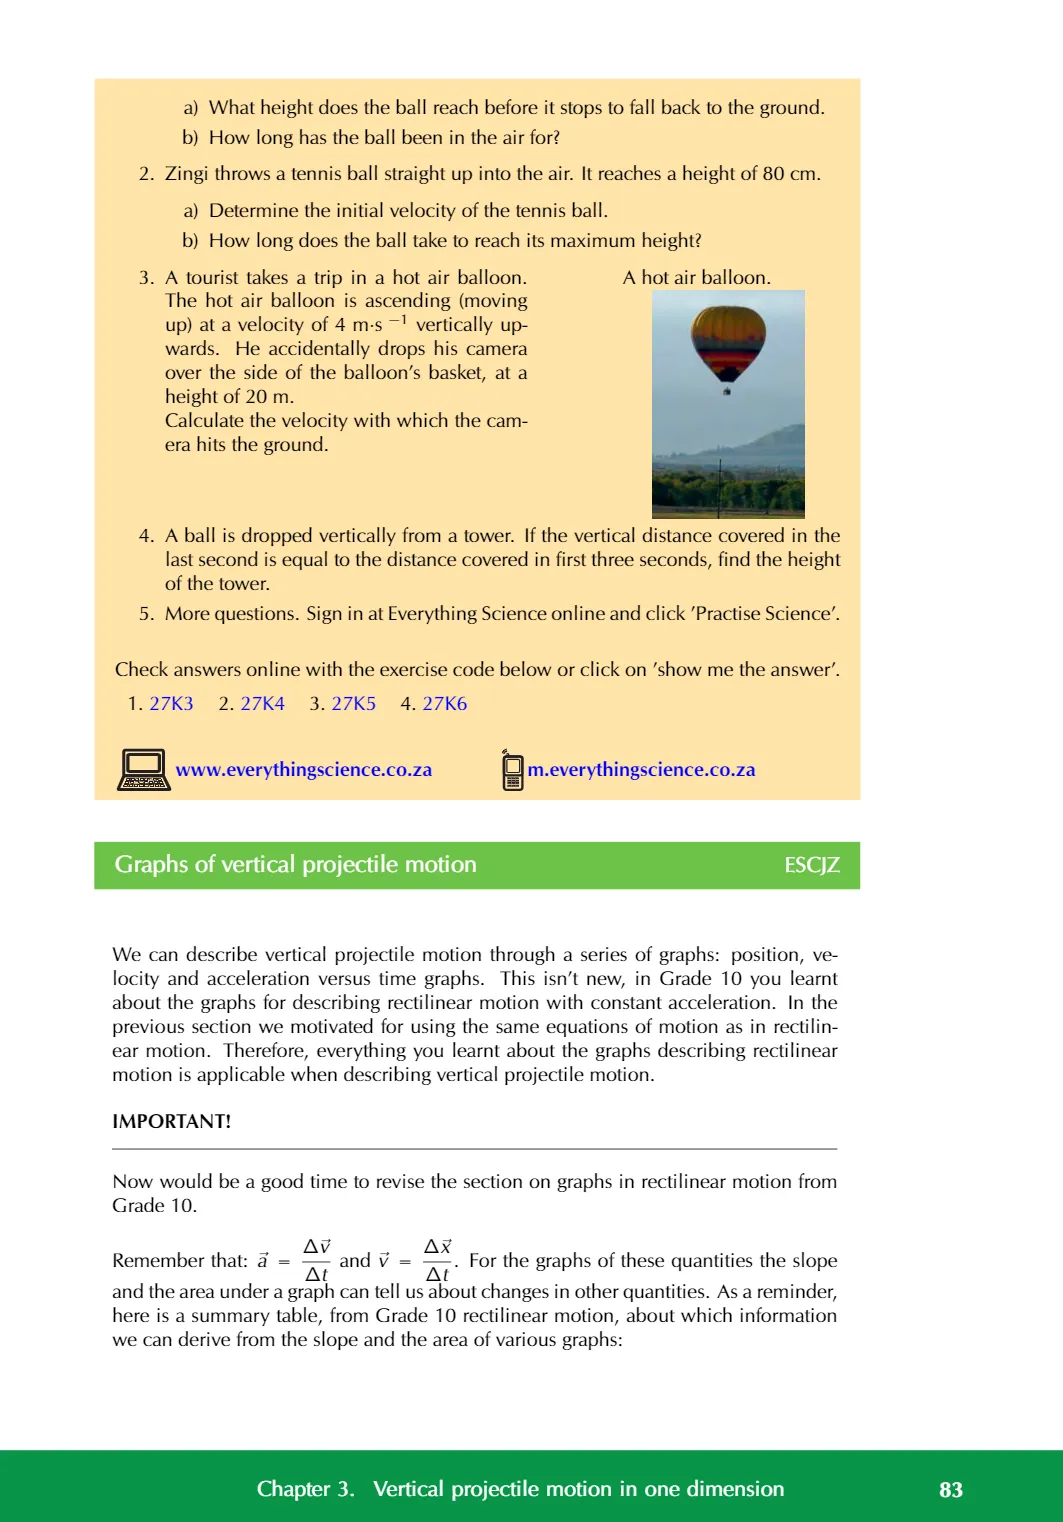 a) What height does the ball reach before it stops to fall back to the ground.
b) How long has the ball been in the air for?
2. Zingi throws a tennis ball straight up into the air. It reaches a height of 80 cm.
a) Determine the initial velocity of the tennis ball.
b) How long does the ball take to reach its maximum height?
3. A tourist takes a trip in a hot air balloon.
The hot air balloon is ascending (moving
up) at a velocity of 4 m·s ⁻¹ vertically up-
wards. He accidentally drops his camera
over the side of the balloon's basket, at a
height of 20 m.
Calculate the velocity with which the cam-
era hits the ground.
A hot air balloon.
4. A ball is dropped vertically from a tower. If the vertical distance covered in the
last second is equal to the distance covered in first three seconds, find the height
of the tower.
5. More questions. Sign in at Everything Science online and click 'Practise Science'.
Check answers online with the exercise code below or click on 'show me the answer'.
1. 27K3 2. 27K4 3. 27K5 4. 27K6
www.everythingscience.co.za m.everythingscience.co.za
Graphs of vertical projectile motion ESCJZ
We can describe vertical projectile motion through a series of graphs: position, ve-
locity and acceleration versus time graphs. This isn't new, in Grade 10 you learnt
about the graphs for describing rectilinear motion with constant acceleration. In the
previous section we motivated for using the same equations of motion as in rectilin-
ear motion. Therefore, everything you learnt about the graphs describing rectilinear
motion is applicable when describing vertical projectile motion.
IMPORTANT!
Now would be a good time to revise the section on graphs in rectilinear motion from
Grade 10.
Remember that: a⃗ = Δv⃗/Δt and v⃗ = Δx⃗/Δt. For the graphs of these quantities the slope
and the area under a graph can tell us about changes in other quantities. As a reminder,
here is a summary table, from Grade 10 rectilinear motion, about which information
we can derive from the slope and the area of various graphs:
Chapter 3. Vertical projectile motion in one dimension 83